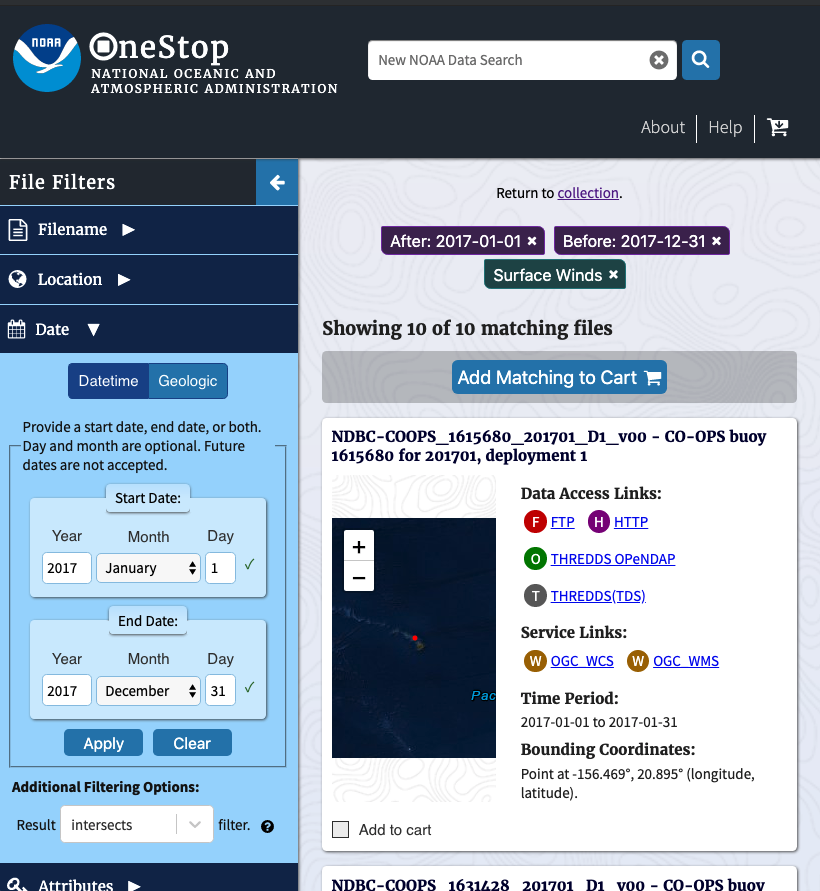 NOAA
OneStop
NATIONAL OCEANIC AND
ATMOSPHERIC ADMINISTRATION
New NOAA Data Search
About
Help
File Filters
Filename
Location
Date
Datetime
Geologic
Provide a start date, end date, or both.
Day and month are optional. Future
dates are not accepted.
Start Date:
Year Month Day
2017 January 1
End Date:
Year Month Day
2017 December 31
Apply
Clear
Additional Filtering Options:
Result intersects filter.
Attributes
Return to collection.
After: 2017-01-01
Before: 2017-12-31
Surface Winds
Showing 10 of 10 matching files
Add Matching to Cart
NDBC-COOPS_1615680_201701_D1_v00 - CO-OPS buoy
1615680 for 201701, deployment 1
+
−
Pac
Data Access Links:
F FTP H HTTP
O THREDDS OPeNDAP
T THREDDS(TDS)
Service Links:
W OGC_WCS W OGC_WMS
Time Period:
2017-01-01 to 2017-01-31
Bounding Coordinates:
Point at -156.469°, 20.895° (longitude,
latitude).
Add to cart
NDBC-COOPS_1631428_201701_D1_v00 - CO-OPS buoy